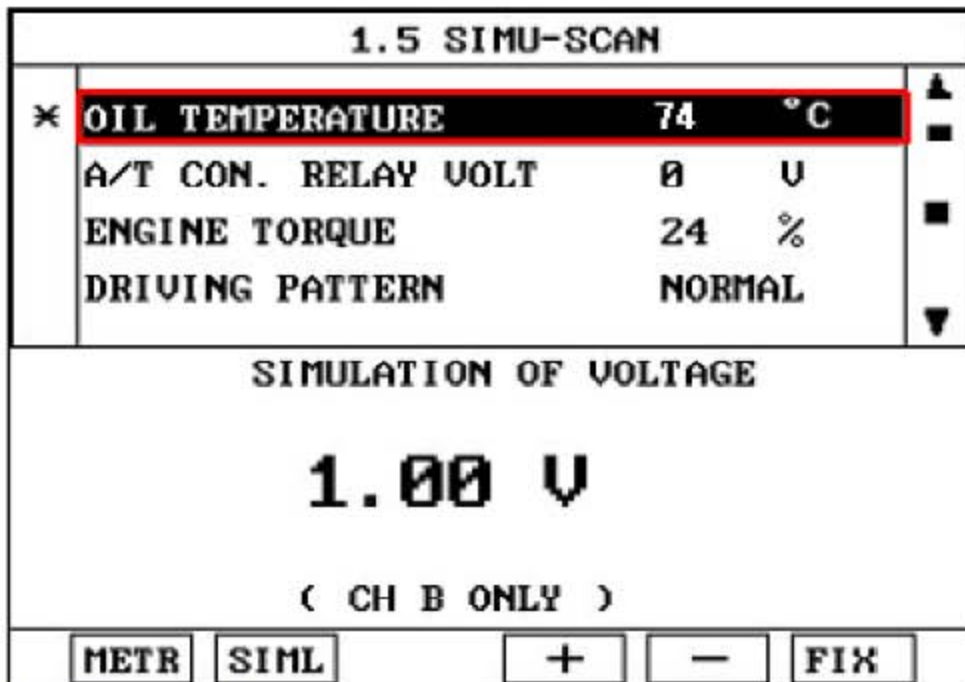 1.5 SIMU-SCAN
* OIL TEMPERATURE 74 °C
A/T CON. RELAY VOLT 0 V
ENGINE TORQUE 24 %
DRIVING PATTERN NORMAL
SIMULATION OF VOLTAGE
1.00 V
( CH B ONLY )
METR SIML + - FIX